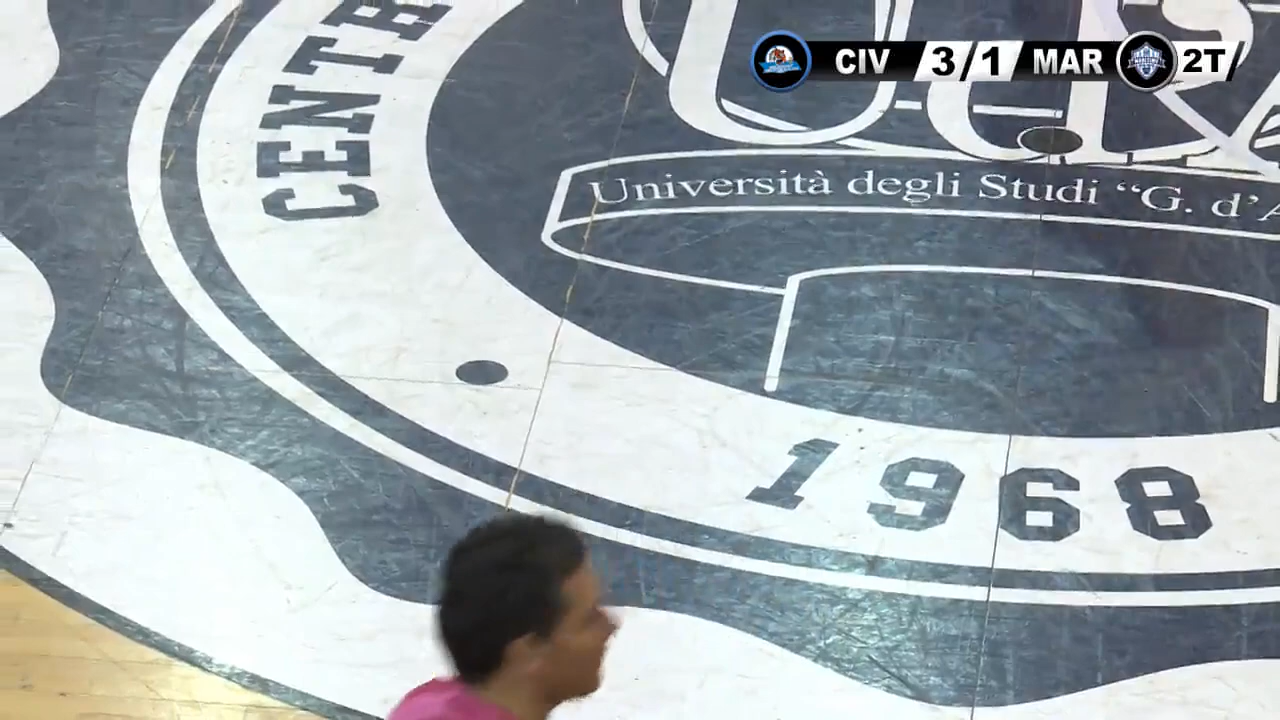 CIV 3/1 MAR 2T
CENTR
Università degli Studi “G. d’A
1968